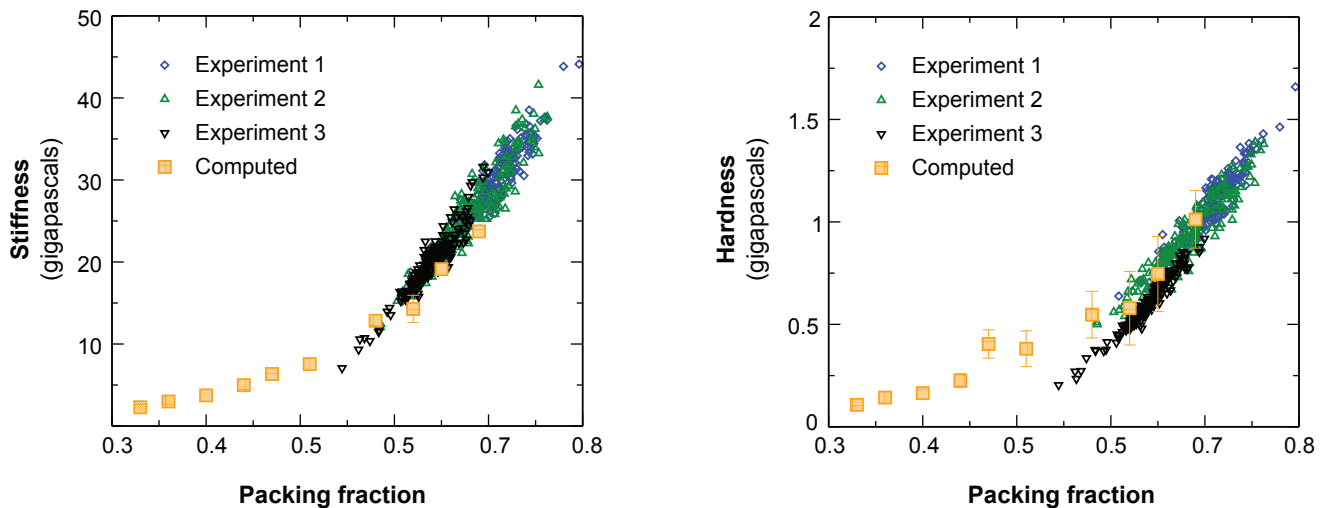 50
40
30
20
10
Stiffness
(gigapascals)
Experiment 1
Experiment 2
Experiment 3
Computed
0.3
0.4
0.5
0.5
0.7
0.8
Packing fraction
2
1.5
1
0.5
0
Hardness
(gigapascals)
Experiment 1
Experiment 2
Experiment 3
Computed
0.3
0.4
0.5
0.5
0.7
0.8
Packing fraction